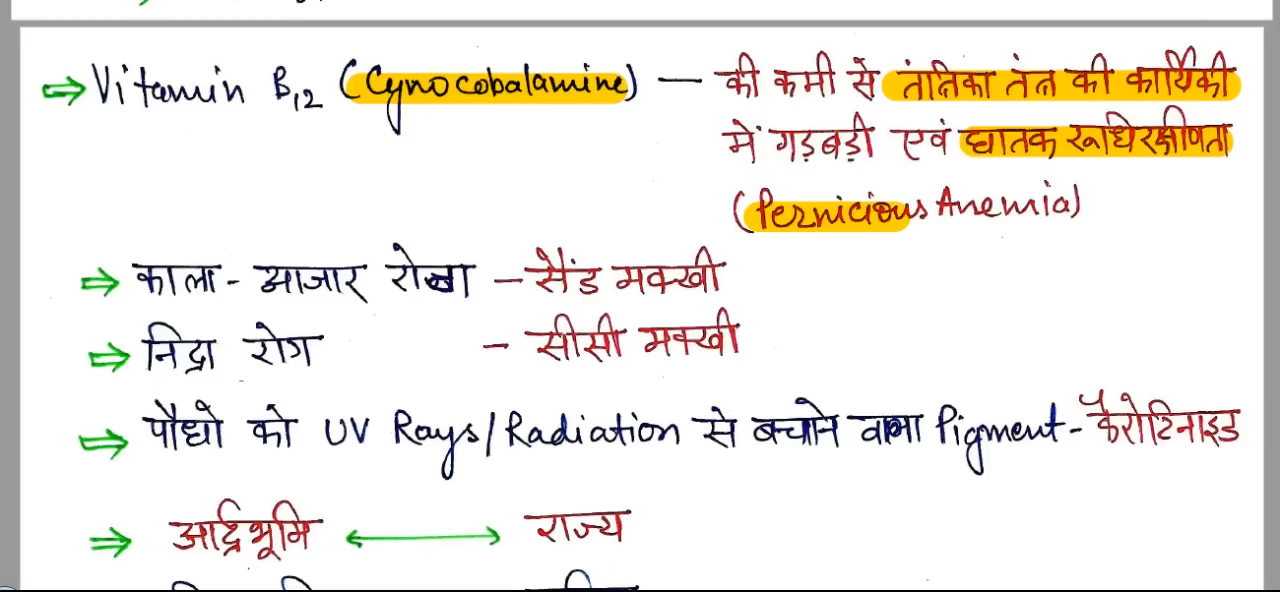 ⇒ Vitamin B12 (Cynocobalamine) — की कमी से तंत्रिका तंत्र की कार्यिकी
में गड़बड़ी एवं घातक रूधिरक्षीणता
(Pernicious Anemia)
⇒ काला - आजार रोग - सैंड मक्खी
⇒ निद्रा रोग - सीसी मक्खी
⇒ पौधो को UV Rays/Radiation से बचाने वाला Pigment - कैरोटिनाइड
⇒ आर्द्रभूमि ⟷ राज्य